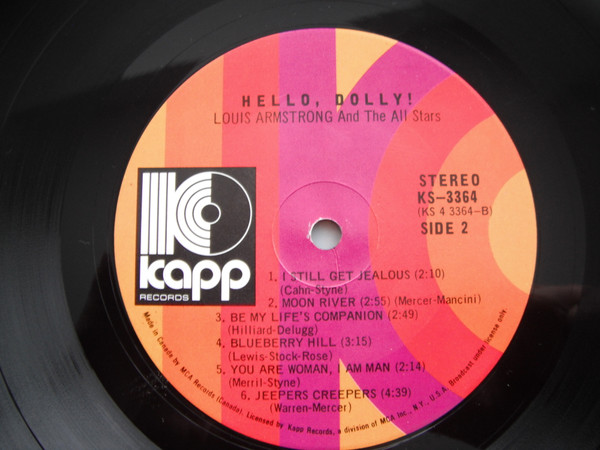 HELLO, DOLLY!
LOUIS ARMSTRONG And The All Stars
kapp
RECORDS
STEREO
KS-3364
(KS 4 3364-B)
SIDE 2
1. I STILL GET JEALOUS (2:10)
(Cahn-Styne)
2. MOON RIVER (2:55) (Mercer-Mancini)
3. BE MY LIFE'S COMPANION (2:49)
(Hilliard-Delugg)
4. BLUEBERRY HILL (3:15)
(Lewis-Stock-Rose)
5. YOU ARE WOMAN, I AM MAN (2:14)
(Merril-Styne)
6. JEEPERS CREEPERS (4:39)
(Warren-Mercer)
Made in Canada by MCA Records (Canada). Licensed by Kapp Records, a division of MCA Inc., N.Y., U.S.A. Broadcast under license only.